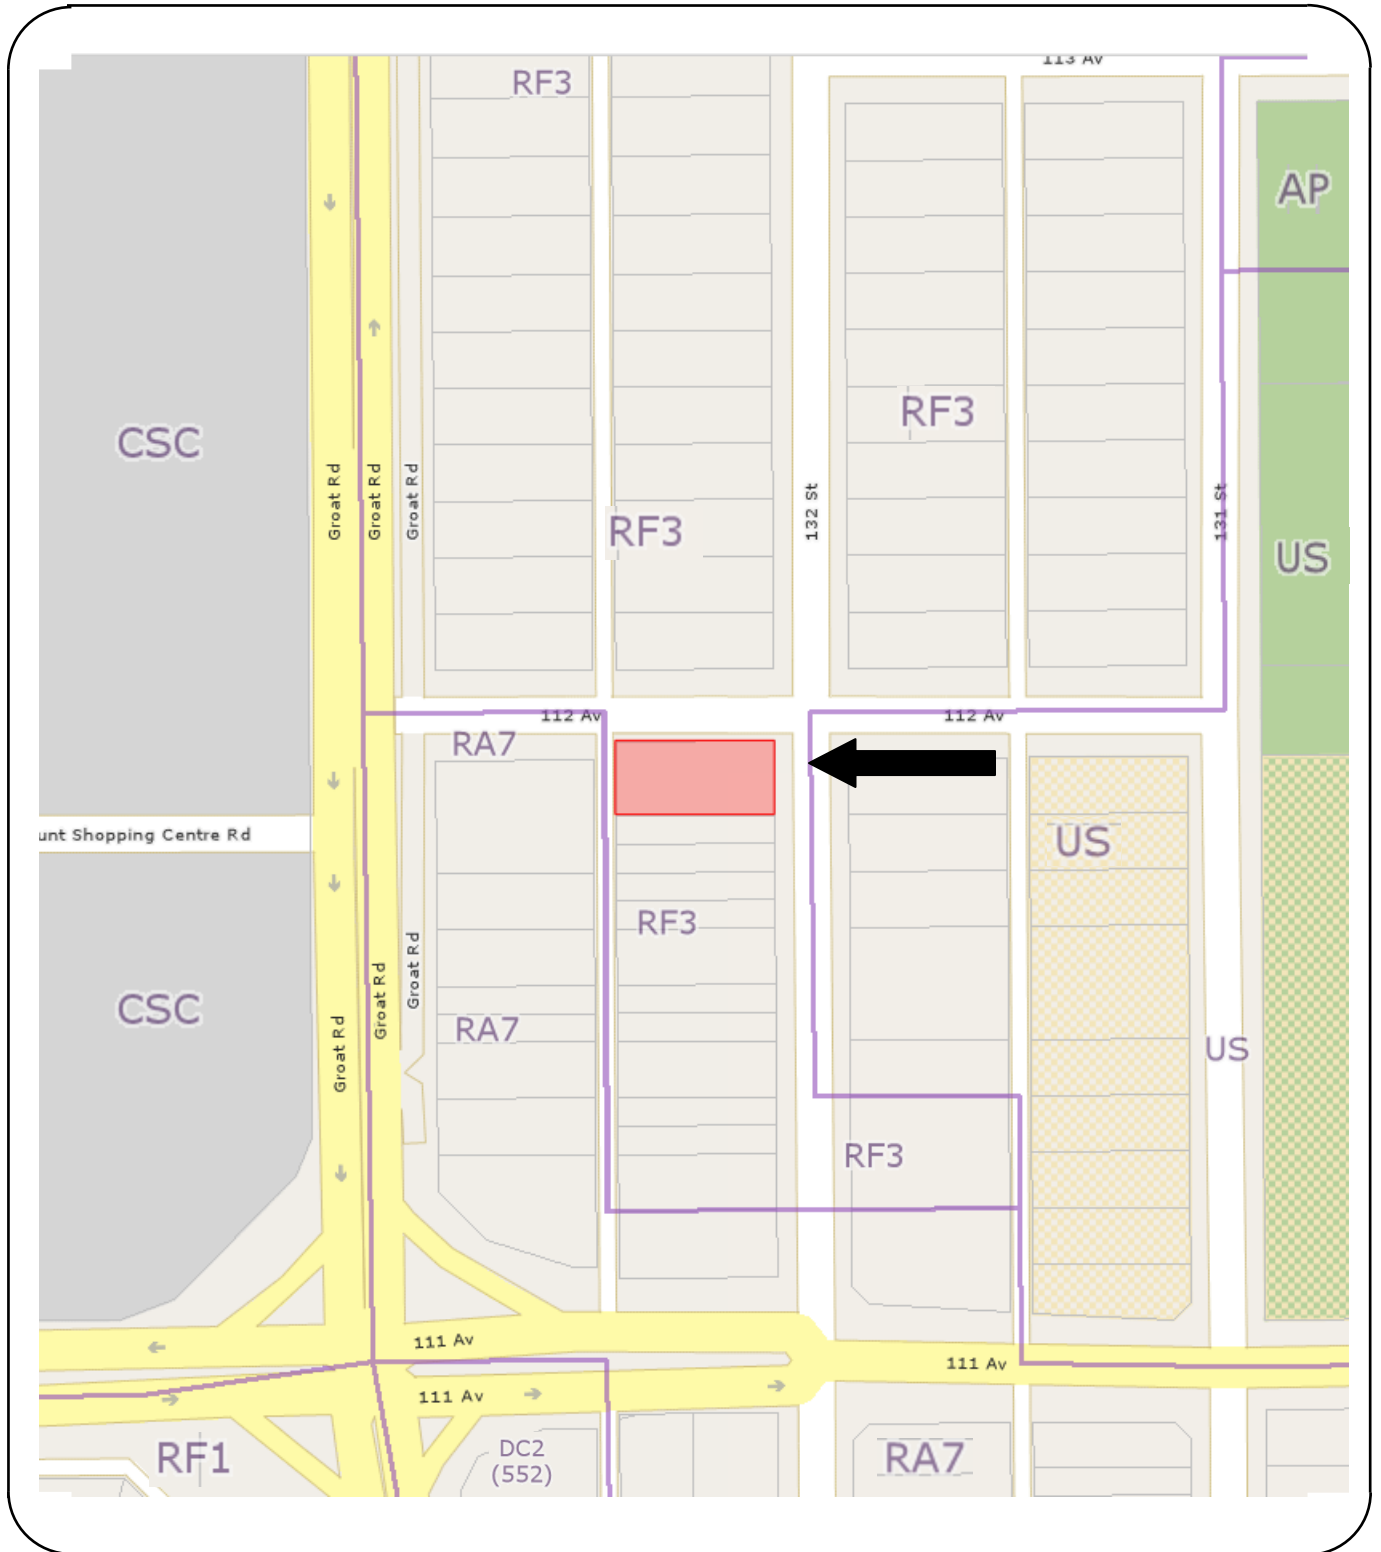 113 Av
RF3
AP
CSC
RF3
Groat Rd
Groat Rd
Groat Rd
132 St
131 St
RF3
US
112 Av
112 Av
RA7
unt Shopping Centre Rd
US
RF3
CSC
Groat Rd
Groat Rd
Groat Rd
RA7
US
RF3
111 Av
111 Av
111 Av
RF1
DC2
(552)
RA7